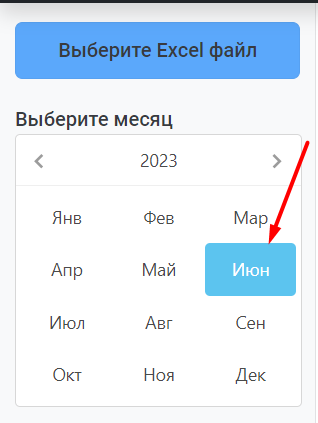 Выберите Excel файл
Выберите месяц
2023
Янв Фев Мар
Апр Май Июн
Июл Авг Сен
Окт Ноя Дек